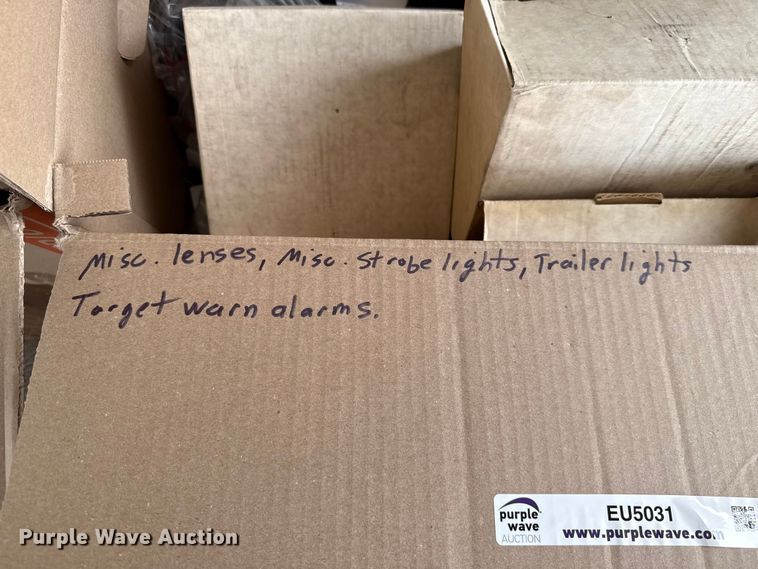 Misc. lenses, Misc. strobe lights, Trailer lights
Target warn alarms.
purple
wave
AUCTION
EU5031
www.purplewave.com
Purple Wave Auction